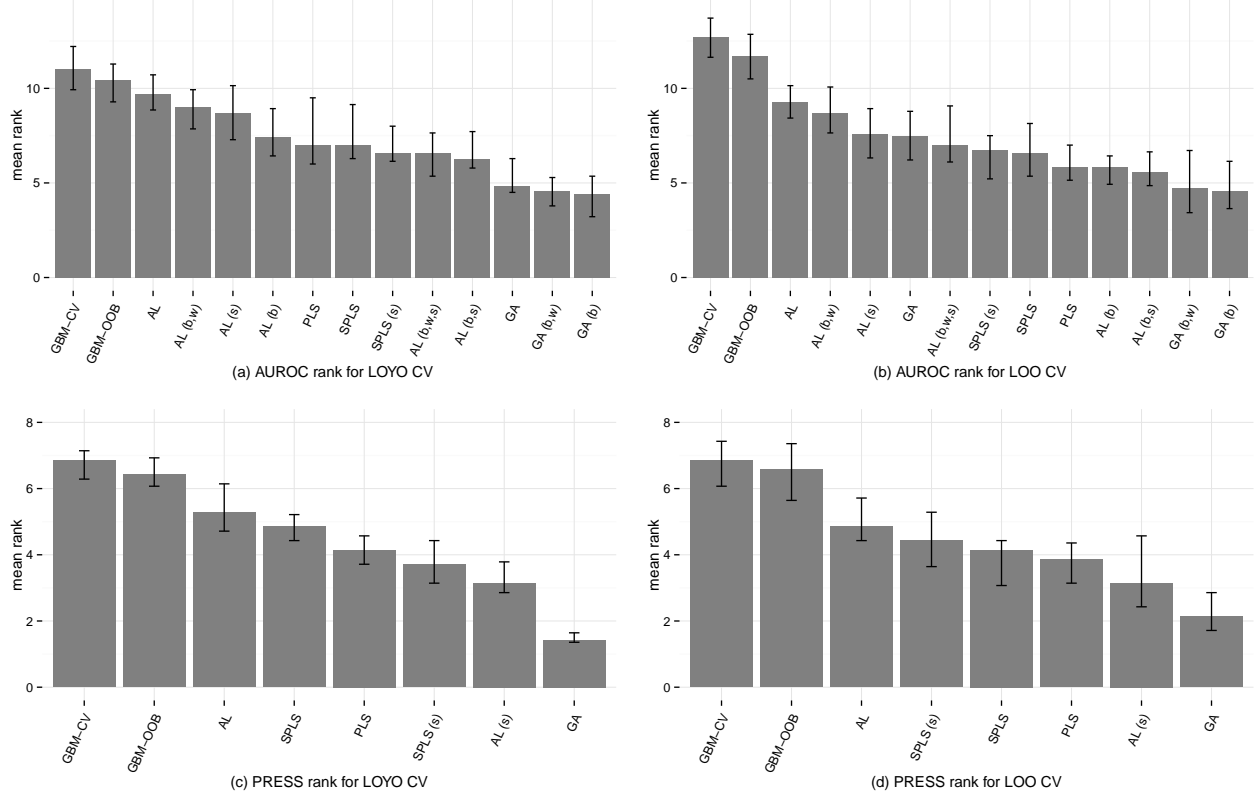 mean rank
10
5
0
GBM−CV
GBM−OOB
AL
AL (b,w)
AL (s)
AL (b)
PLS
SPLS
SPLS (s)
AL (b,w,s)
AL (b,s)
GA
GA (b,w)
GA (b)
(a) AUROC rank for LOYO CV
mean rank
10
5
0
GBM−CV
GBM−OOB
AL
AL (b,w)
AL (s)
GA
AL (b,w,s)
SPLS (s)
SPLS
PLS
AL (b)
AL (b,s)
GA (b,w)
GA (b)
(b) AUROC rank for LOO CV
mean rank
8
6
4
2
0
GBM−CV
GBM−OOB
AL
SPLS
PLS
SPLS (s)
AL (s)
GA
(c) PRESS rank for LOYO CV
mean rank
8
6
4
2
0
GBM−CV
GBM−OOB
AL
SPLS (s)
SPLS
PLS
AL (s)
GA
(d) PRESS rank for LOO CV